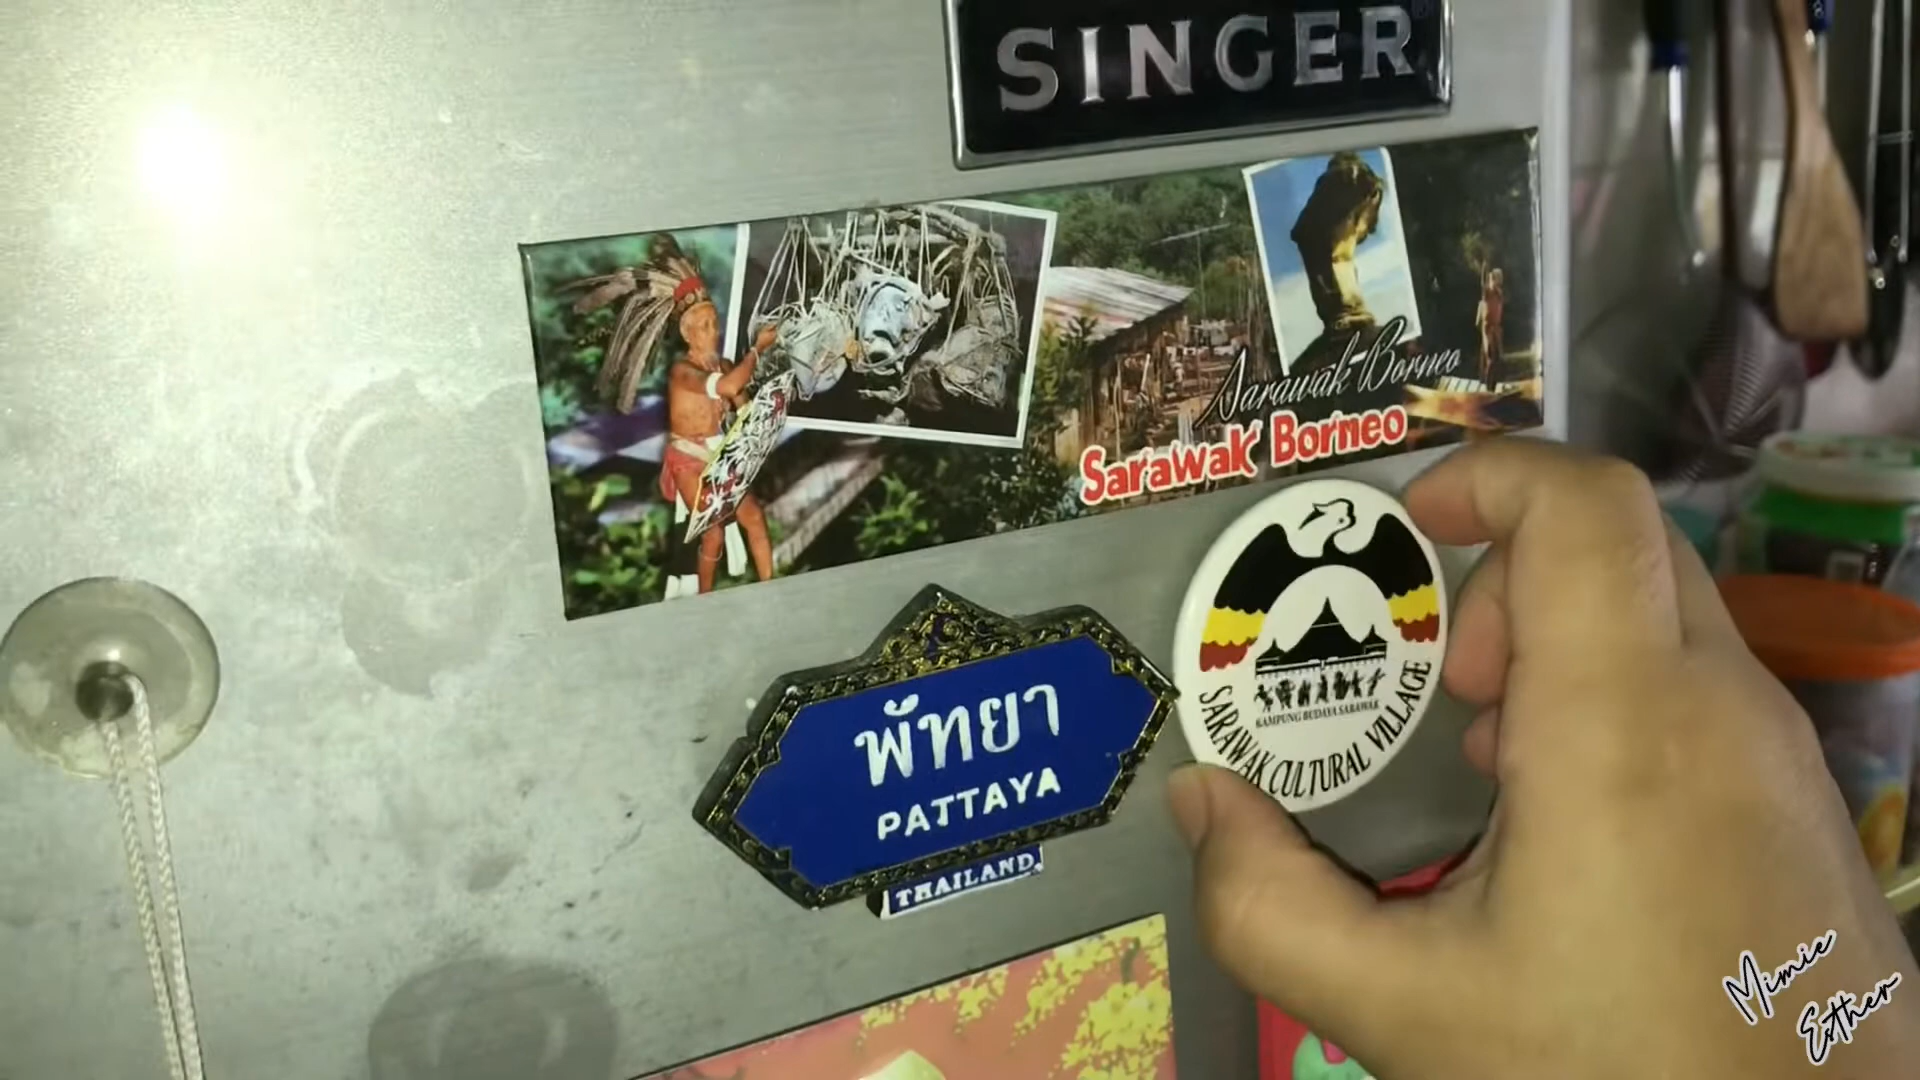 SINGER
Sarawak Borneo
Sarawak Borneo
พัทยา
PATTAYA
THAILAND
KAMPUNG BUDAYA SARAWAK
SARAWAK CULTURAL VILLAGE
Mimie
Esther